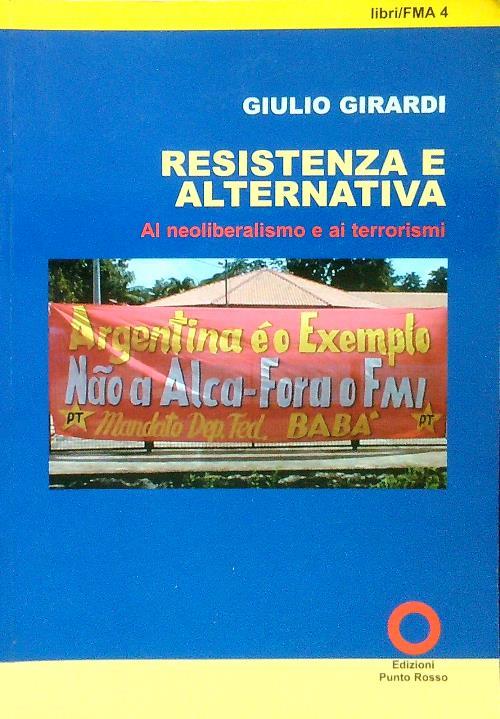 libri/FMA 4
GIULIO GIRARDI
RESISTENZA E
ALTERNATIVA
Al neoliberalismo e ai terrorismi
Argentina é o Exemplo
Não a Alca-Fora o FMI
PT Mandato Dep. Fed. BABÁ PT
Edizioni
Punto Rosso